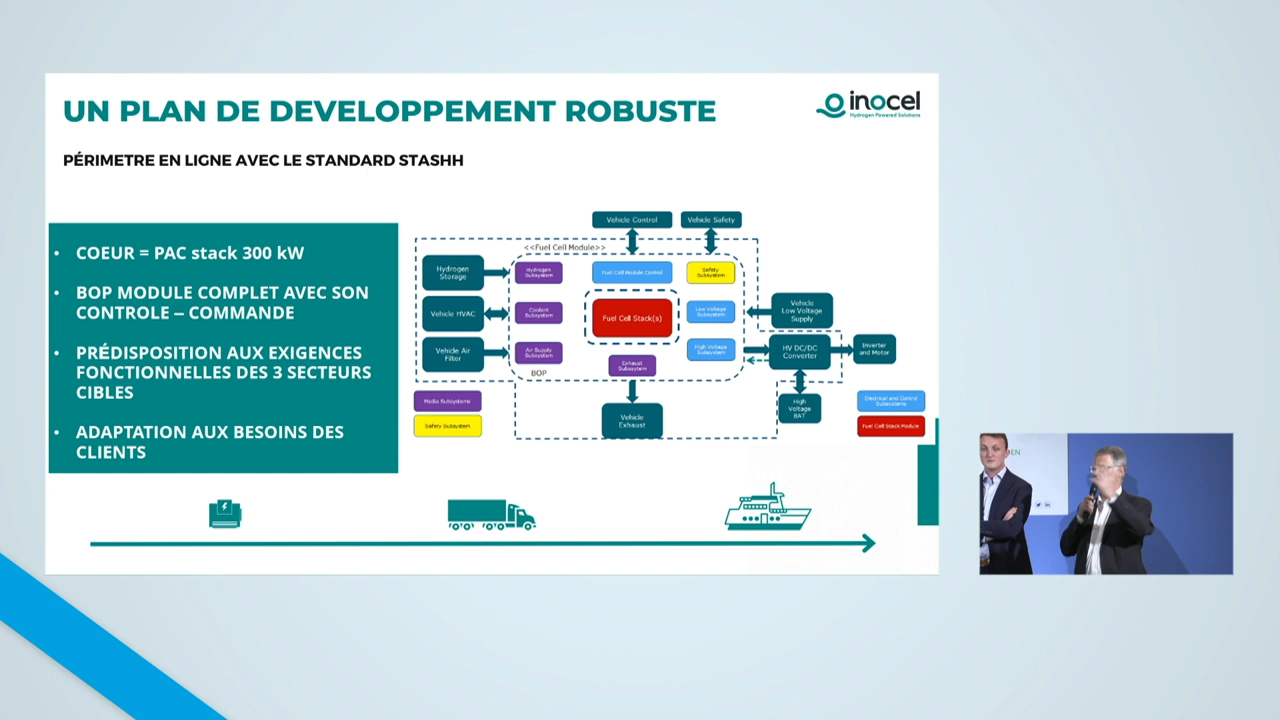 UN PLAN DE DEVELOPPEMENT ROBUSTE
inocel
Hydrogen Powered Solutions
PÉRIMETRE EN LIGNE AVEC LE STANDARD STASHH
• COEUR = PAC stack 300 kW
• BOP MODULE COMPLET AVEC SON
CONTROLE – COMMANDE
• PRÉDISPOSITION AUX EXIGENCES
FONCTIONNELLES DES 3 SECTEURS
CIBLES
• ADAPTATION AUX BESOINS DES
CLIENTS
Vehicle Control
Vehicle Safety
<<Fuel Cell Module>>
Hydrogen
Storage
Hydrogen
Subsystem
Fuel Cell Module Control
Safety
Subsystem
Vehicle HVAC
Coolant
Subsystem
Fuel Cell Stack(s)
Low Voltage
Subsystem
Vehicle
Low Voltage
Supply
Vehicle Air
Filter
Air Supply
Subsystem
Exhaust
Subsystem
High Voltage
Subsystem
HV DC/DC
Converter
Inverter
and Motor
BOP
Media Subsystems
Safety Subsystem
Vehicle
Exhaust
High
Voltage
BAT.
Electrical and Control
Subsystems
Fuel Cell Stack Module
EN